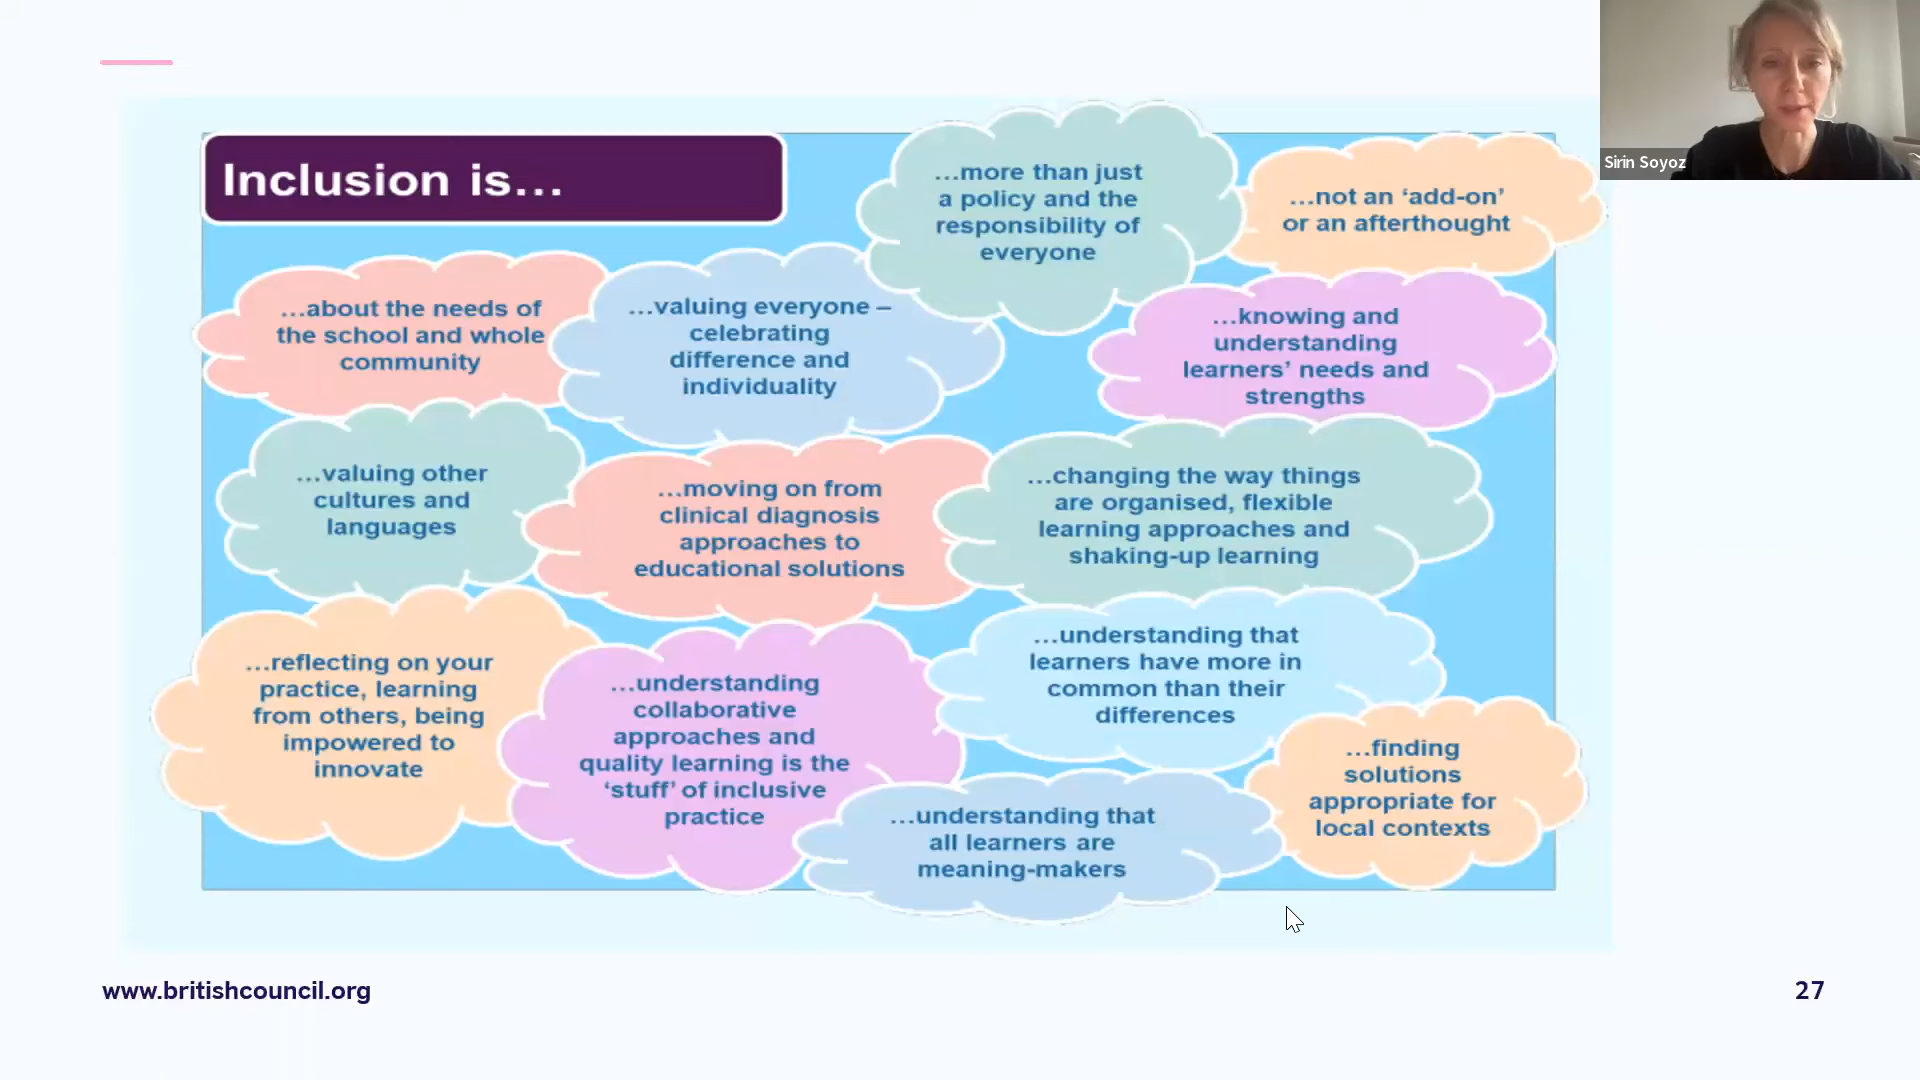 Inclusion is...
...more than just
a policy and the
responsibility of
everyone
...not an ‘add-on’
or an afterthought
Sirin Soyoz
...about the needs of
the school and whole
community
...valuing everyone –
celebrating
difference and
individuality
...knowing and
understanding
learners’ needs and
strengths
...valuing other
cultures and
languages
...moving on from
clinical diagnosis
approaches to
educational solutions
...changing the way things
are organised, flexible
learning approaches and
shaking-up learning
...reflecting on your
practice, learning
from others, being
impowered to
innovate
...understanding
collaborative
approaches and
quality learning is the
‘stuff’ of inclusive
practice
...understanding that
learners have more in
common than their
differences
...understanding that
all learners are
meaning-makers
...finding
solutions
appropriate for
local contexts
www.britishcouncil.org
27